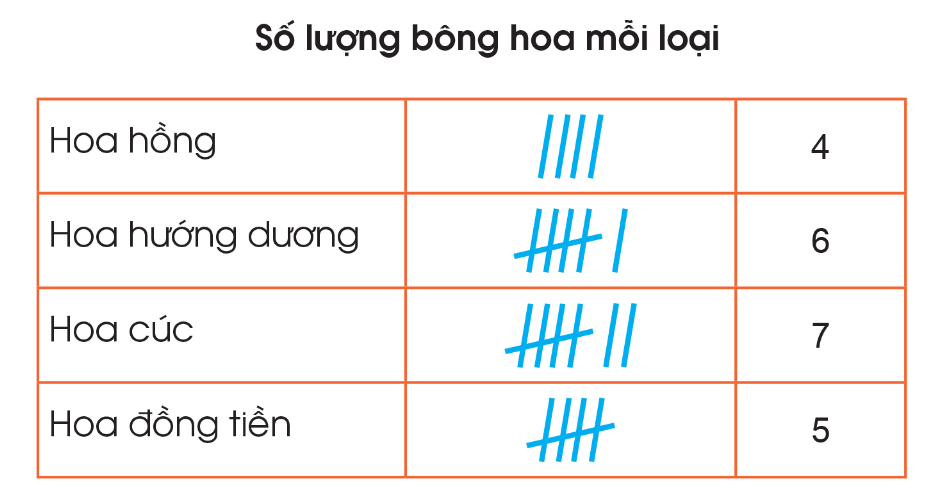 Số lượng bông hoa mỗi loại
Hoa hồng 4
Hoa hướng dương 6
Hoa cúc 7
Hoa đồng tiền 5